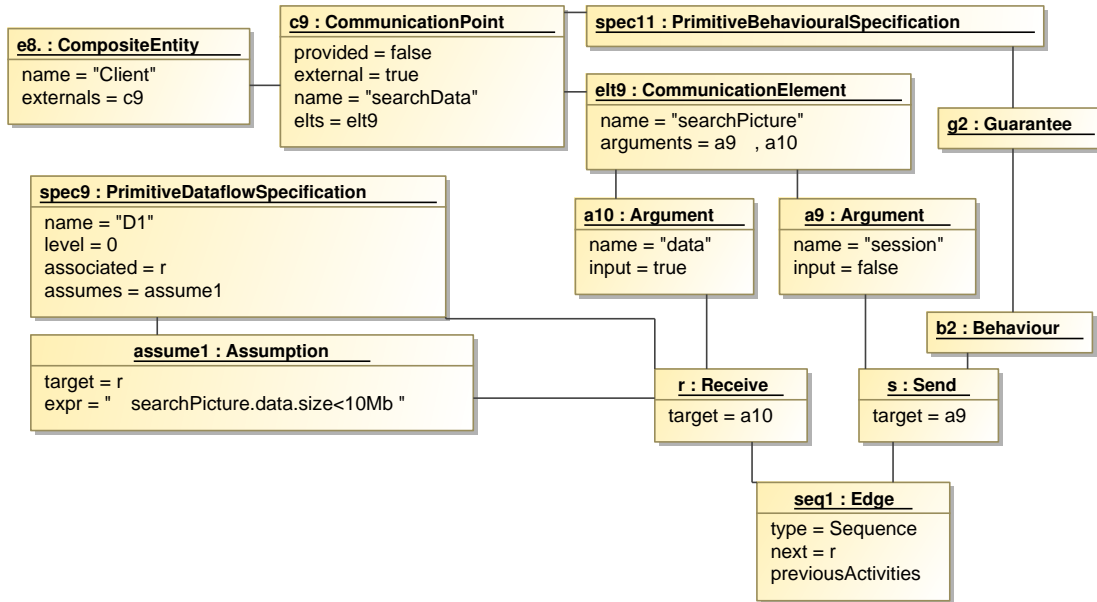 c9 : CommunicationPoint
provided = false
external = true
name = "searchData"
elts = elt9
spec11 : PrimitiveBehaviouralSpecification
e8. : CompositeEntity
name = "Client"
externals = c9
elt9 : CommunicationElement
name = "searchPicture"
arguments = a9 , a10
g2 : Guarantee
spec9 : PrimitiveDataflowSpecification
name = "D1"
level = 0
associated = r
assumes = assume1
a10 : Argument
name = "data"
input = true
a9 : Argument
name = "session"
input = false
b2 : Behaviour
assume1 : Assumption
target = r
expr = " searchPicture.data.size<10Mb "
r : Receive
target = a10
s : Send
target = a9
seq1 : Edge
type = Sequence
next = r
previousActivities